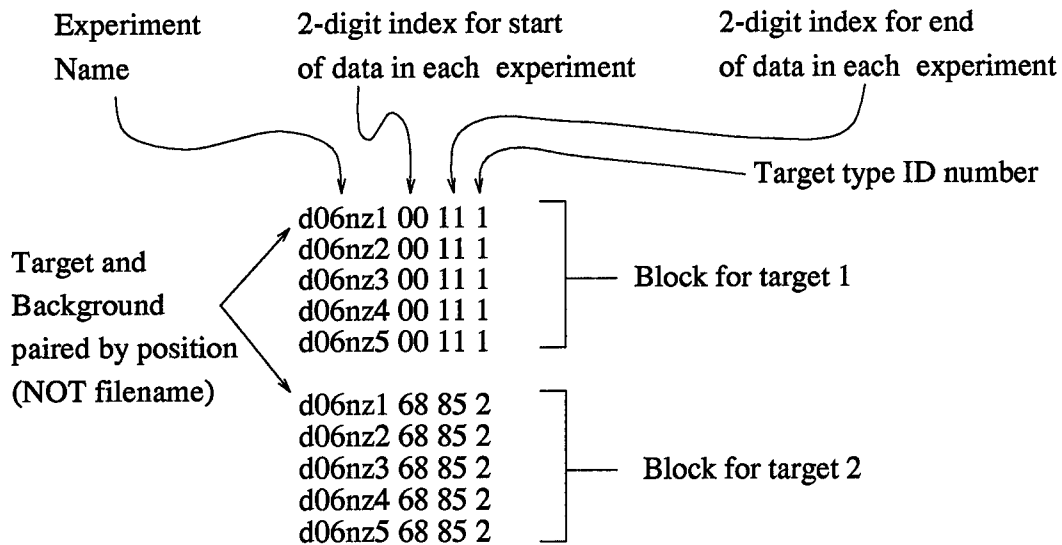 Experiment
Name
2-digit index for start
of data in each experiment
2-digit index for end
of data in each experiment
Target type ID number
d06nz1 00 11 1
d06nz2 00 11 1
d06nz3 00 11 1
d06nz4 00 11 1
d06nz5 00 11 1
Block for target 1
Target and
Background
paired by position
(NOT filename)
d06nz1 68 85 2
d06nz2 68 85 2
d06nz3 68 85 2
d06nz4 68 85 2
d06nz5 68 85 2
Block for target 2